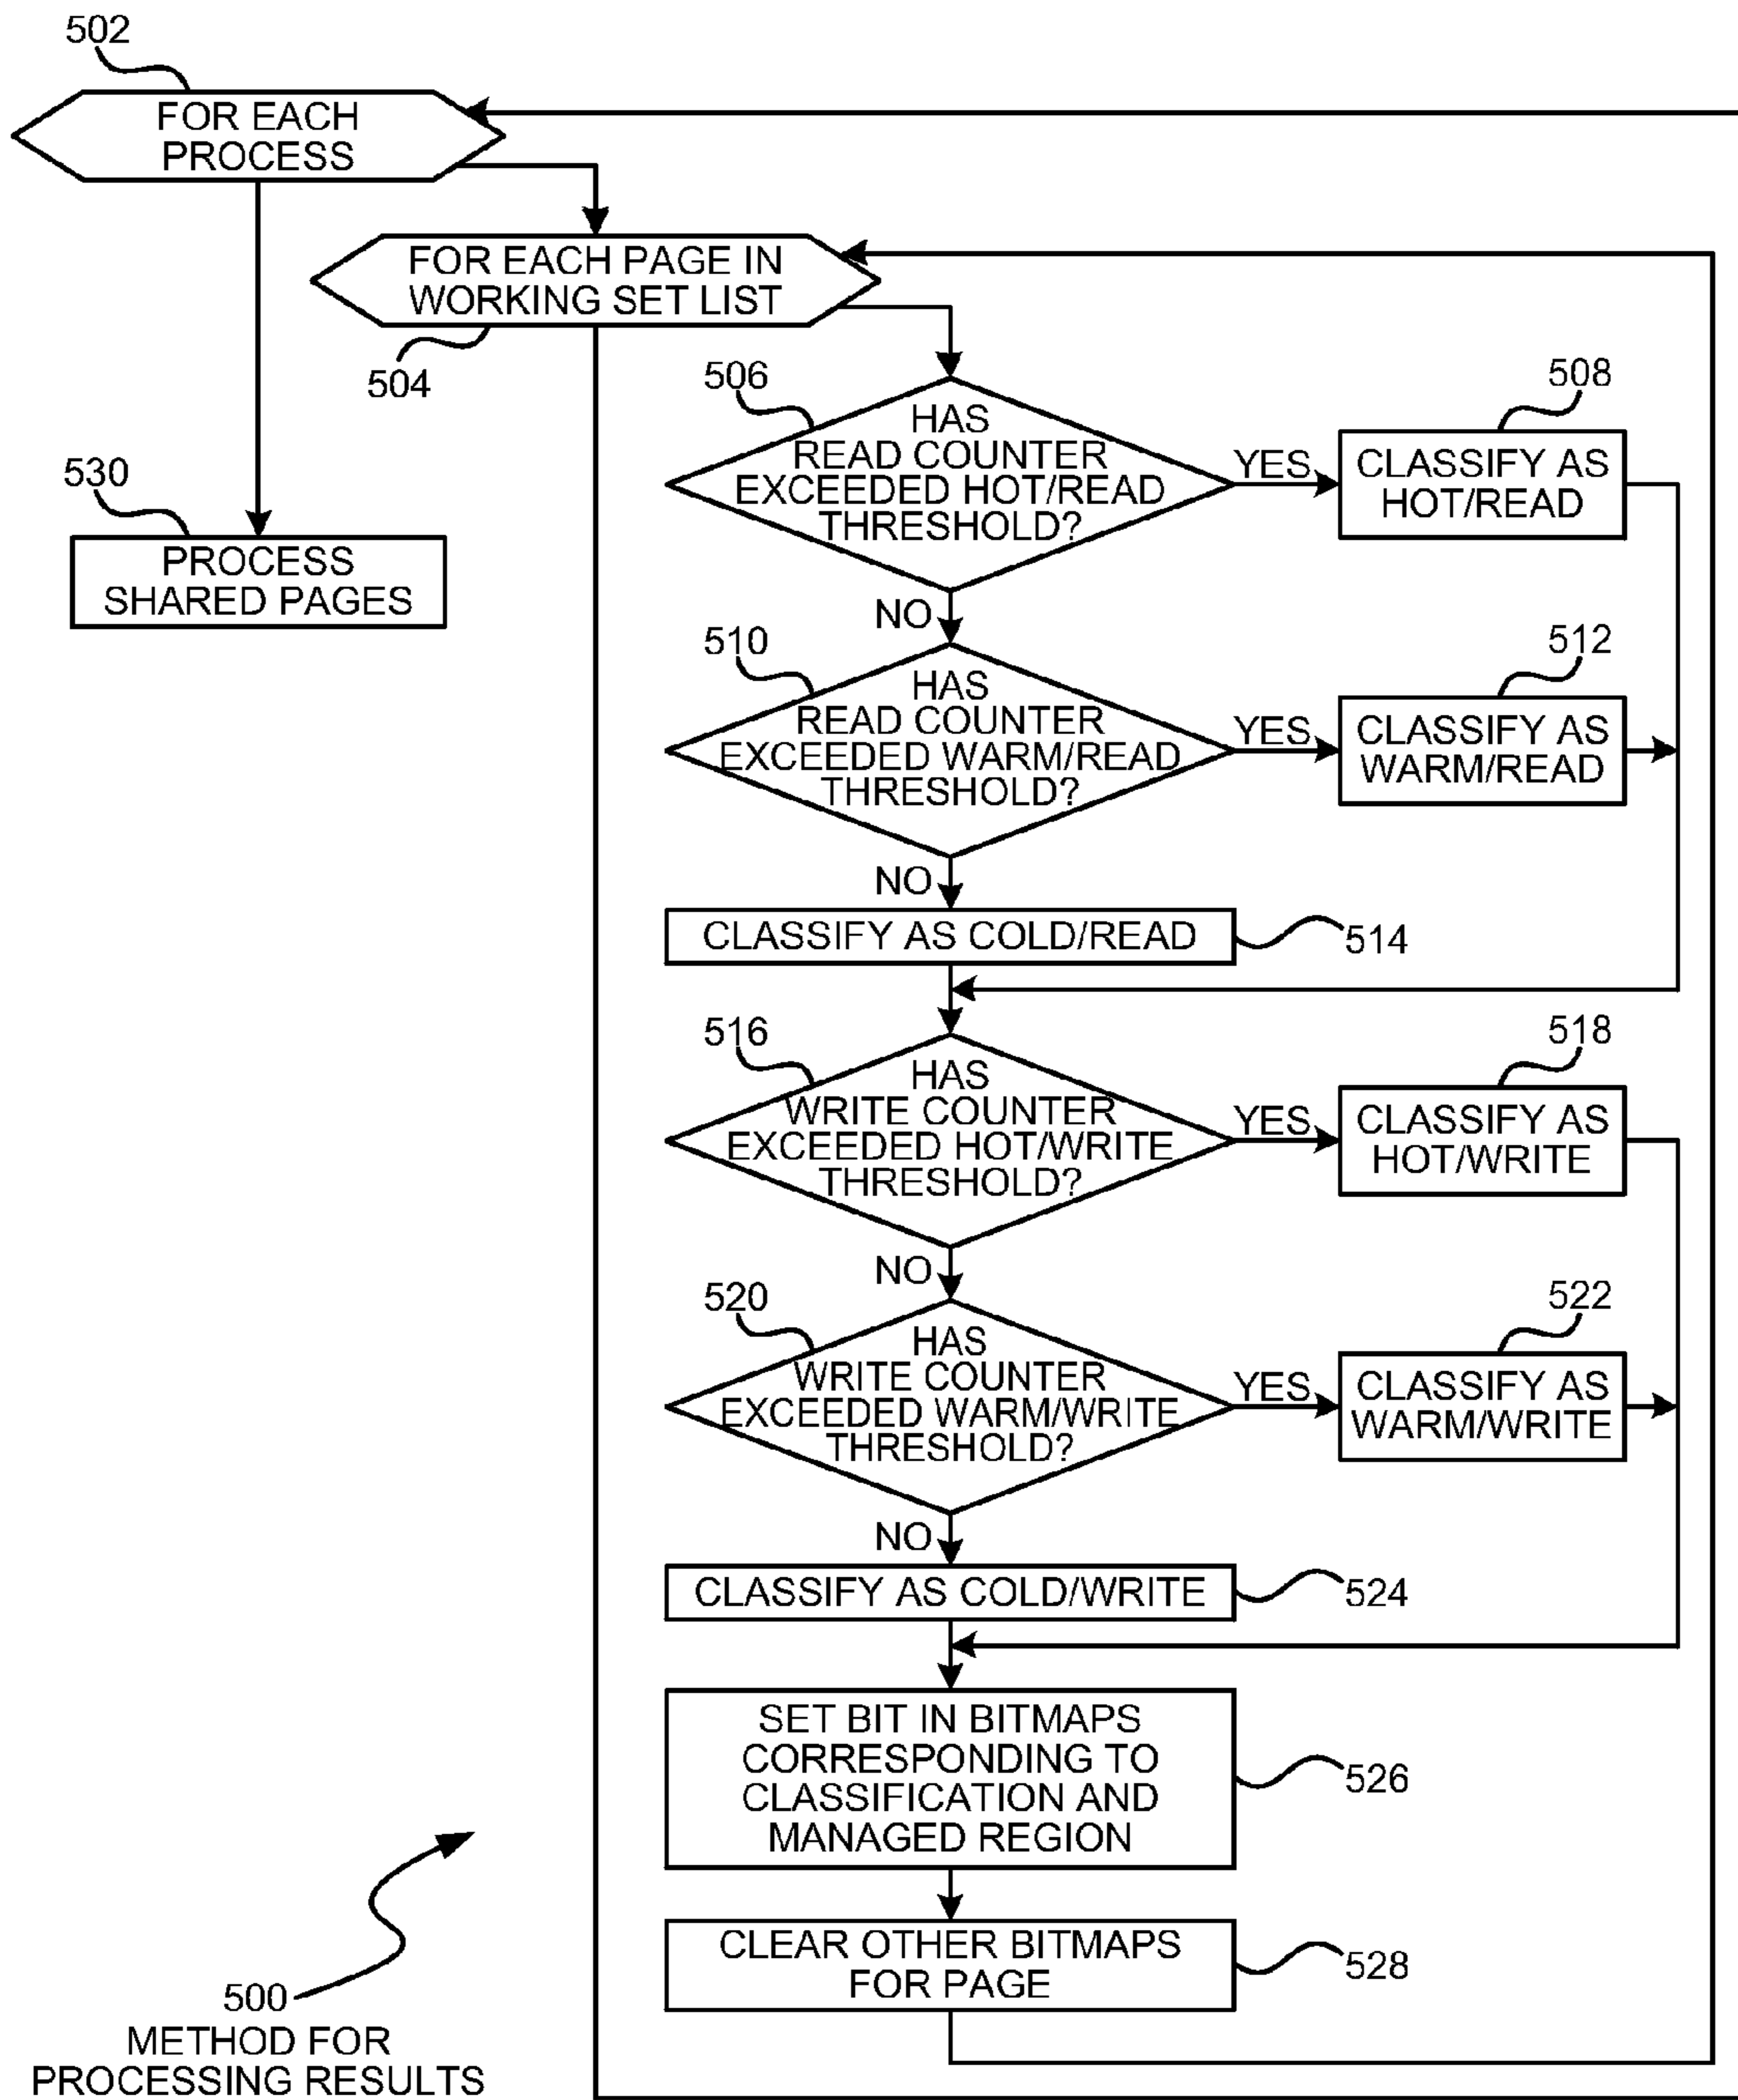 502
FOR EACH
PROCESS
FOR EACH PAGE IN
WORKING SET LIST
504
506
HAS
READ COUNTER
EXCEEDED HOT/READ
THRESHOLD?
YES
508
CLASSIFY AS
HOT/READ
530
PROCESS
SHARED PAGES
NO
510
HAS
READ COUNTER
EXCEEDED WARM/READ
THRESHOLD?
YES
512
CLASSIFY AS
WARM/READ
NO
CLASSIFY AS COLD/READ
514
516
HAS
WRITE COUNTER
EXCEEDED HOT/WRITE
THRESHOLD?
YES
518
CLASSIFY AS
HOT/WRITE
NO
520
HAS
WRITE COUNTER
EXCEEDED WARM/WRITE
THRESHOLD?
YES
522
CLASSIFY AS
WARM/WRITE
NO
CLASSIFY AS COLD/WRITE
524
SET BIT IN BITMAPS
CORRESPONDING TO
CLASSIFICATION AND
MANAGED REGION
526
CLEAR OTHER BITMAPS
FOR PAGE
528
500
METHOD FOR
PROCESSING RESULTS